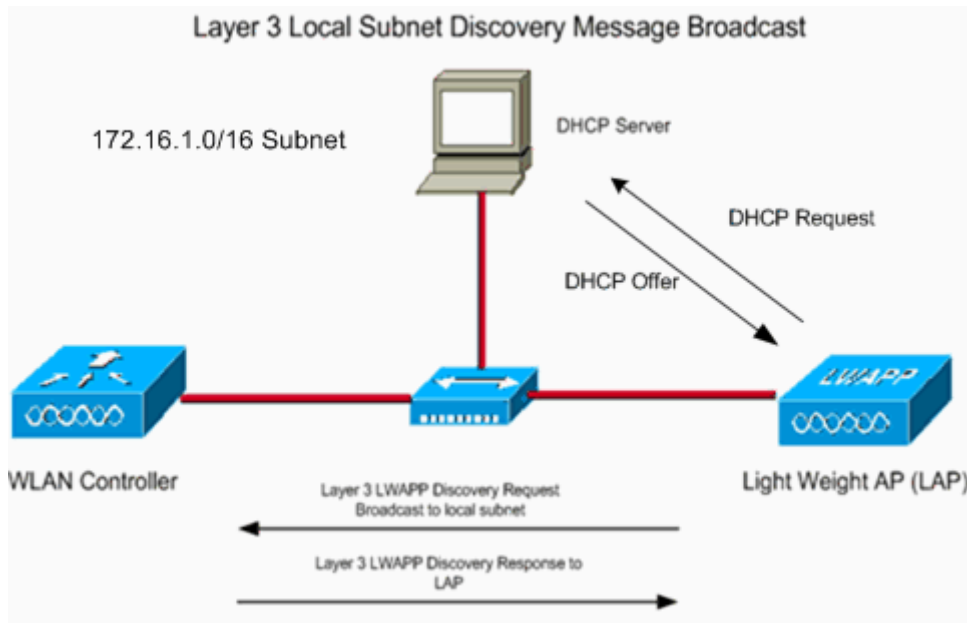 Layer 3 Local Subnet Discovery Message Broadcast
172.16.1.0/16 Subnet
DHCP Server
DHCP Request
DHCP Offer
LWAPP
WLAN Controller
Light Weight AP (LAP)
Layer 3 LWAPP Discovery Request
Broadcast to local subnet
Layer 3 LWAPP Discovery Response to
LAP